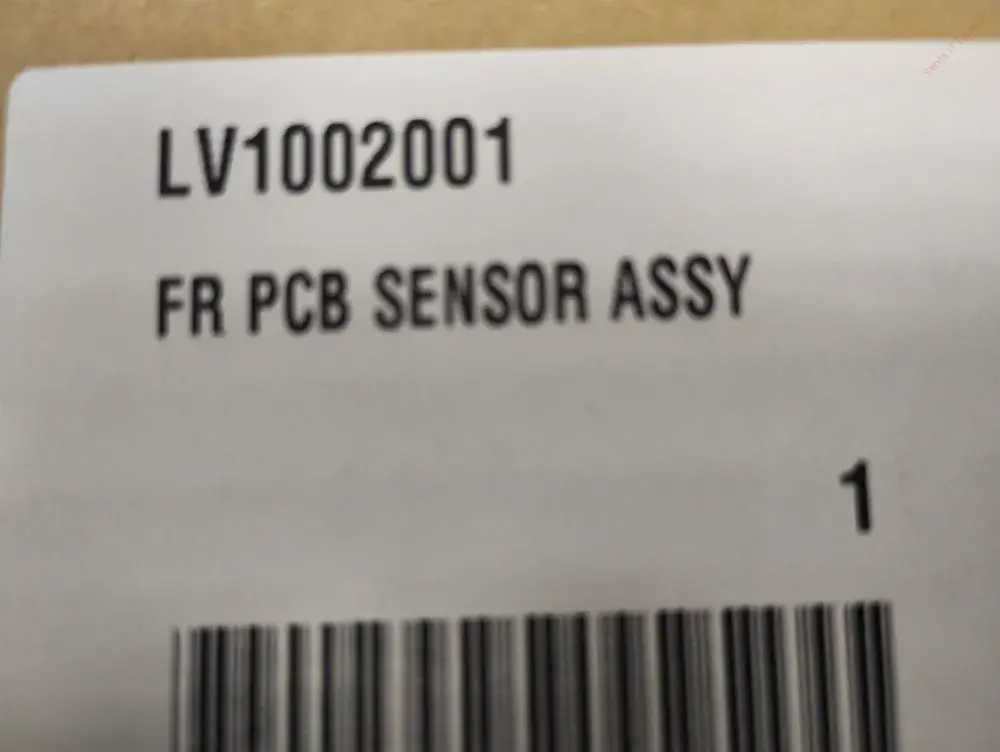 LV1002001
FR PCB SENSOR ASSY
1